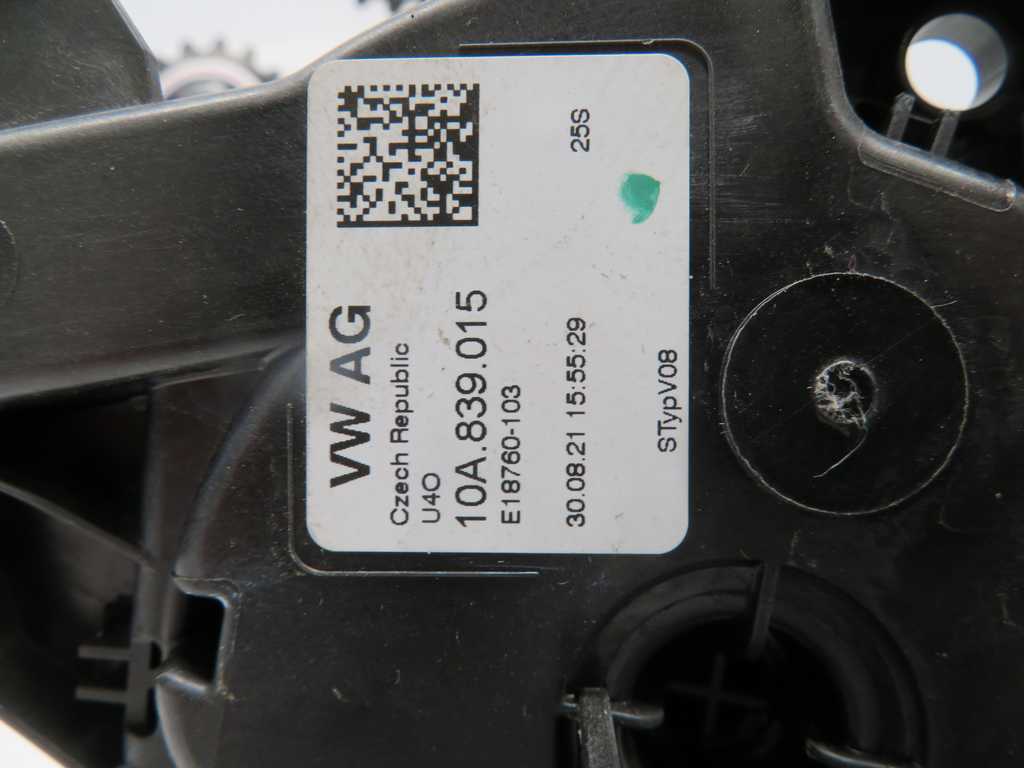 VW AG
Czech Republic
U4O
10A.839.015
E18760-103
30.08.21 15:55:29
25S
STypV08